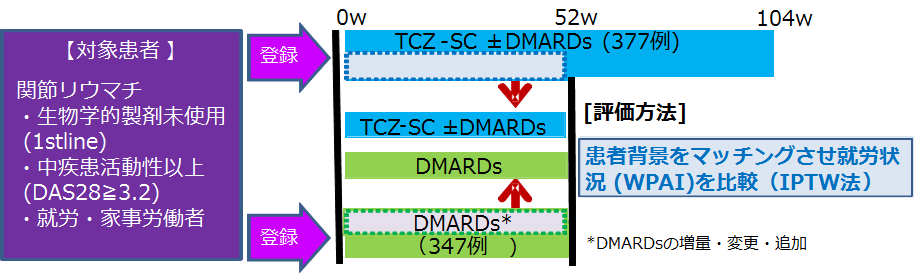 0w 52w 104w
【対象患者 】
関節リウマチ
・生物学的製剤未使用
(1stline)
・中疾患活動性以上
(DAS28≧3.2)
・就労・家事労働者
登録
TCZ -SC ±DMARDs (377例)
TCZ-SC ±DMARDs
DMARDs
登録
DMARDs*
(347例 )
[評価方法]
患者背景をマッチングさせ就労状
況 (WPAI)を比較（IPTW法）
*DMARDsの増量・変更・追加